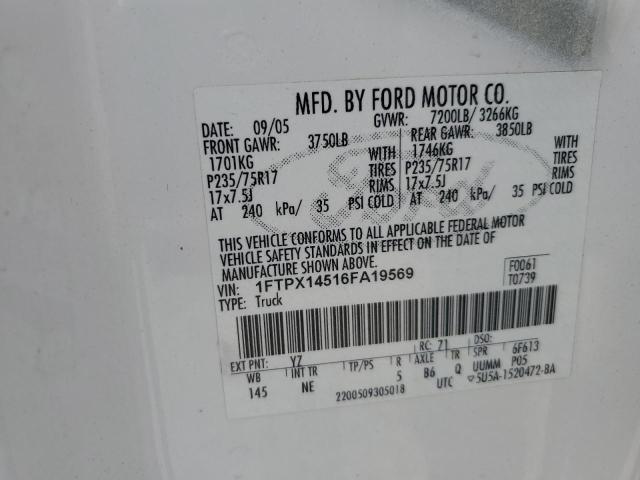 MFD. BY FORD MOTOR CO.
DATE: 09/05 GVWR: 7200LB/ 3266KG
FRONT GAWR: 3750LB REAR GAWR: 3850LB
1701KG WITH 1746KG WITH
P235/75R17 TIRES P235/75R17 TIRES
17x7.5J RIMS 17x7.5J RIMS
AT 240 kPa/ 35 PSI COLD AT 240 kPa/ 35 PSI COLD
Ford
THIS VEHICLE CONFORMS TO ALL APPLICABLE FEDERAL MOTOR
VEHICLE SAFETY STANDARDS IN EFFECT ON THE DATE OF
MANUFACTURE SHOWN ABOVE.
VIN: 1FTPX14516FA19569 F0061
TYPE: Truck T0739
EXT PNT: Y7 RC: 71 DSO:
WB INT TR TP/PS R AXLE TR SPR 6F613
145 NE 5 B6 Q UUMM P05
2200509305018 UTC ▽5U5A-1520472-BA